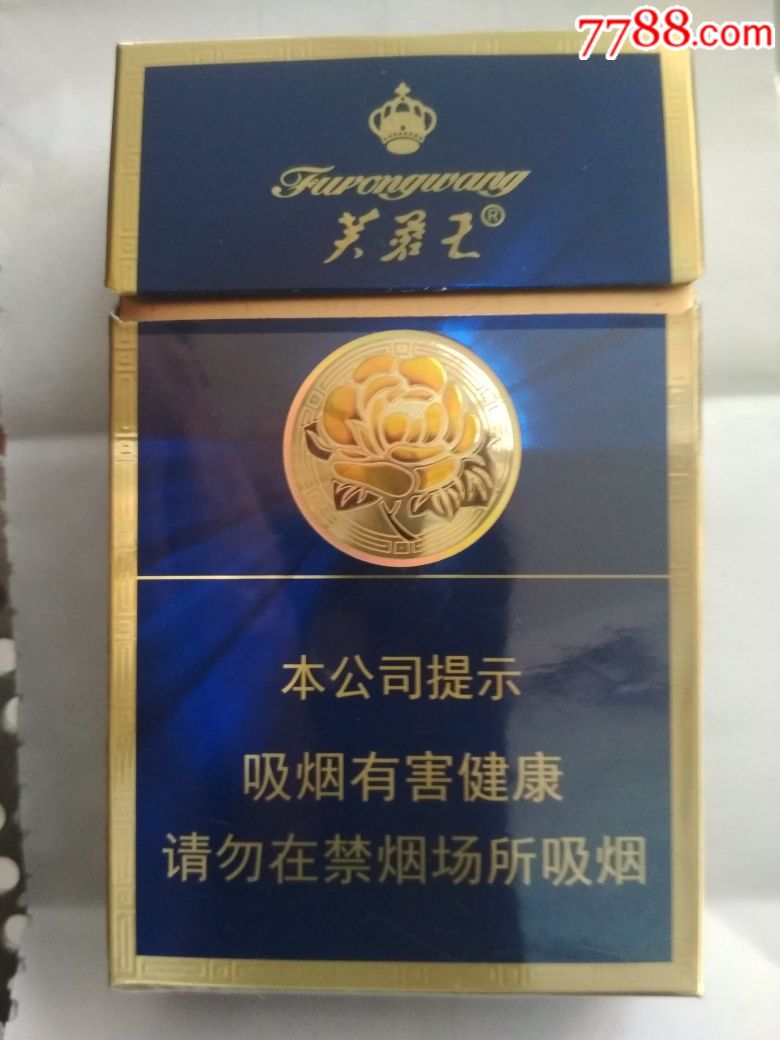 7788.com
Furongwang
芙蓉王®
本公司提示
吸烟有害健康
请勿在禁烟场所吸烟